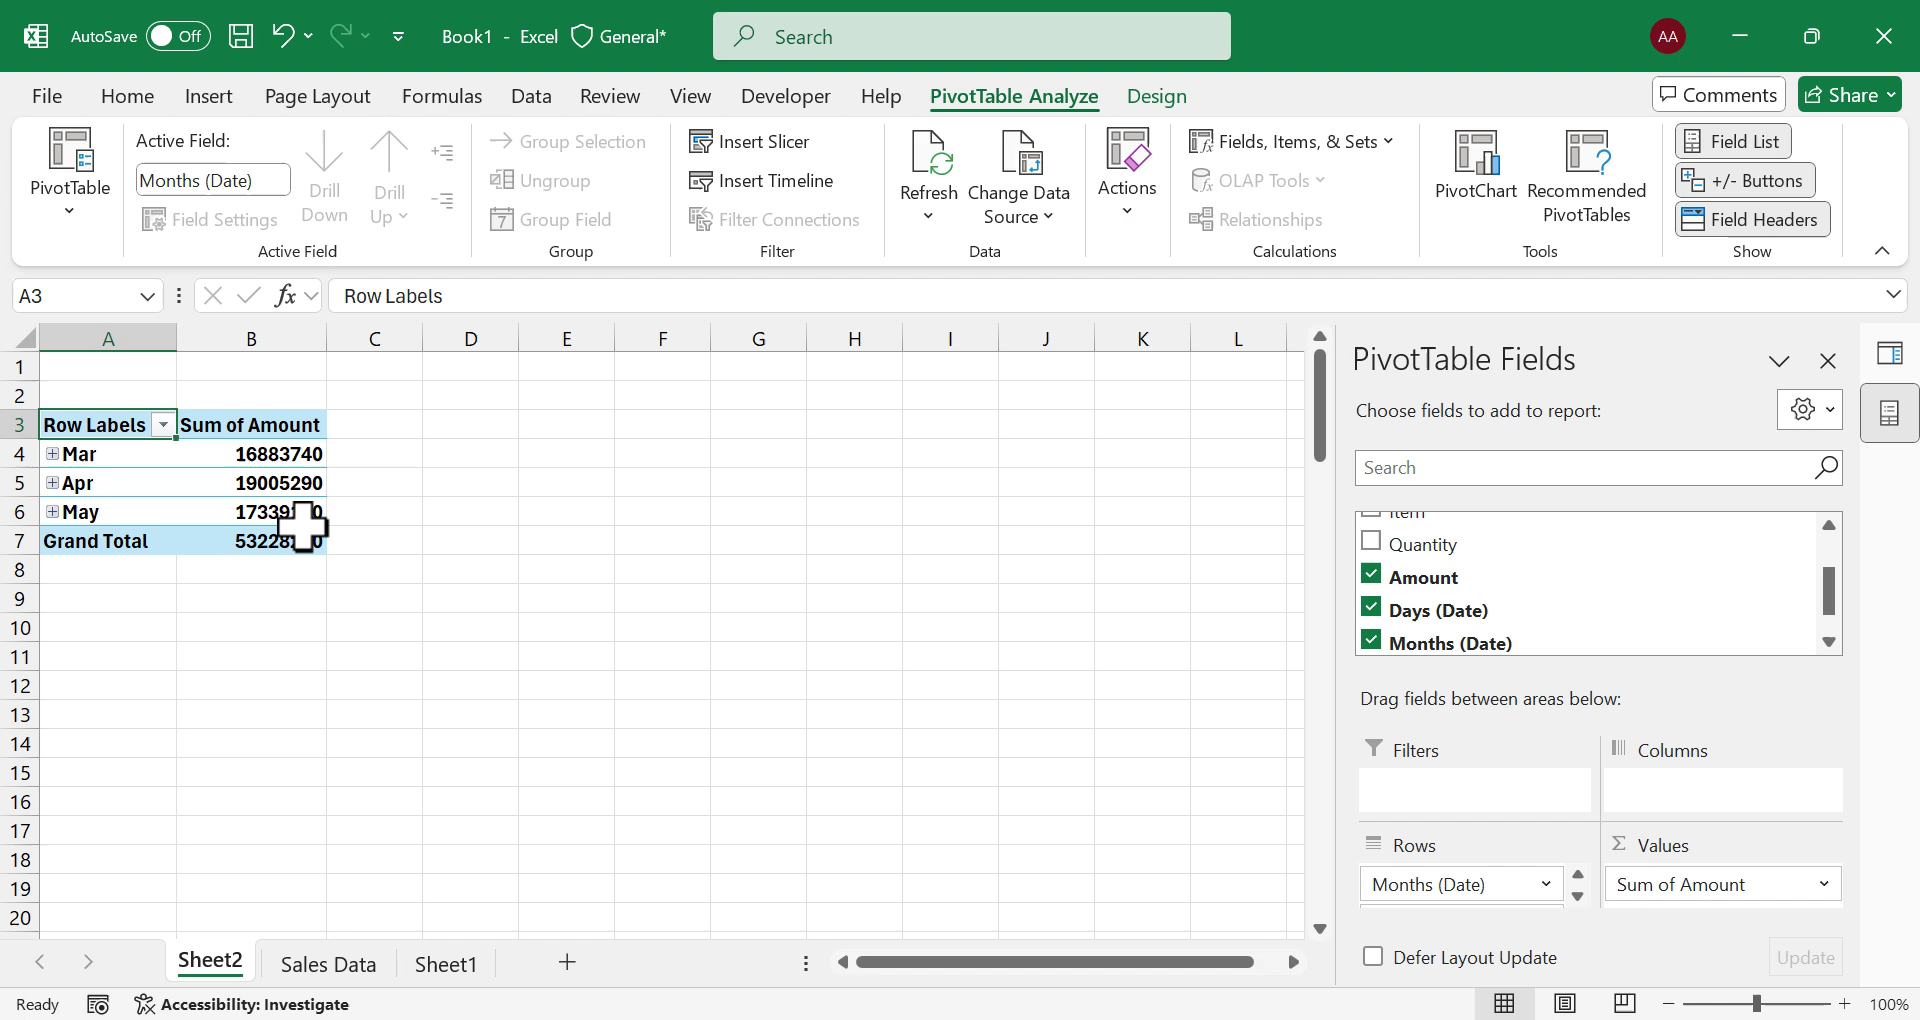 AutoSave Off Book1 - Excel General* Search AA
File Home Insert Page Layout Formulas Data Review View Developer Help PivotTable Analyze Design Comments Share
PivotTable
Active Field:
Months (Date)
Field Settings
Drill Down
Drill Up
Active Field
Group Selection
Ungroup
Group Field
Group
Insert Slicer
Insert Timeline
Filter Connections
Filter
Refresh
Change Data Source
Data
Actions
Fields, Items, & Sets
OLAP Tools
Relationships
Calculations
PivotChart
Recommended PivotTables
Tools
Field List
+/- Buttons
Field Headers
Show
A3 fx Row Labels
A B C D E F G H I J K L
1
2
3 Row Labels Sum of Amount
4 Mar 16883740
5 Apr 19005290
6 May
7 Grand Total
8
9
10
11
12
13
14
15
16
17
18
19
20
PivotTable Fields
Choose fields to add to report:
Search
Item
Quantity
Amount
Days (Date)
Months (Date)
Drag fields between areas below:
Filters
Columns
Rows
Σ Values
Months (Date)
Sum of Amount
Defer Layout Update Update
Sheet2 Sales Data Sheet1
Ready Accessibility: Investigate 100%